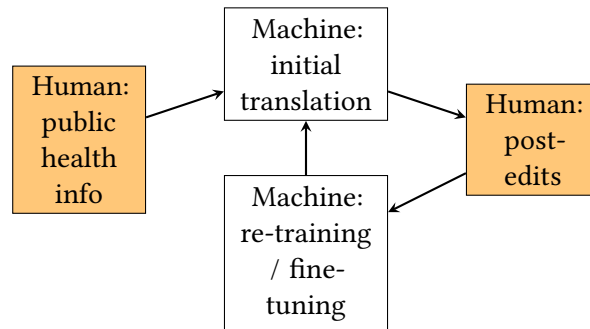 Human:
public
health
info
Machine:
initial
translation
Human:
post-
edits
Machine:
re-training
/ fine-
tuning